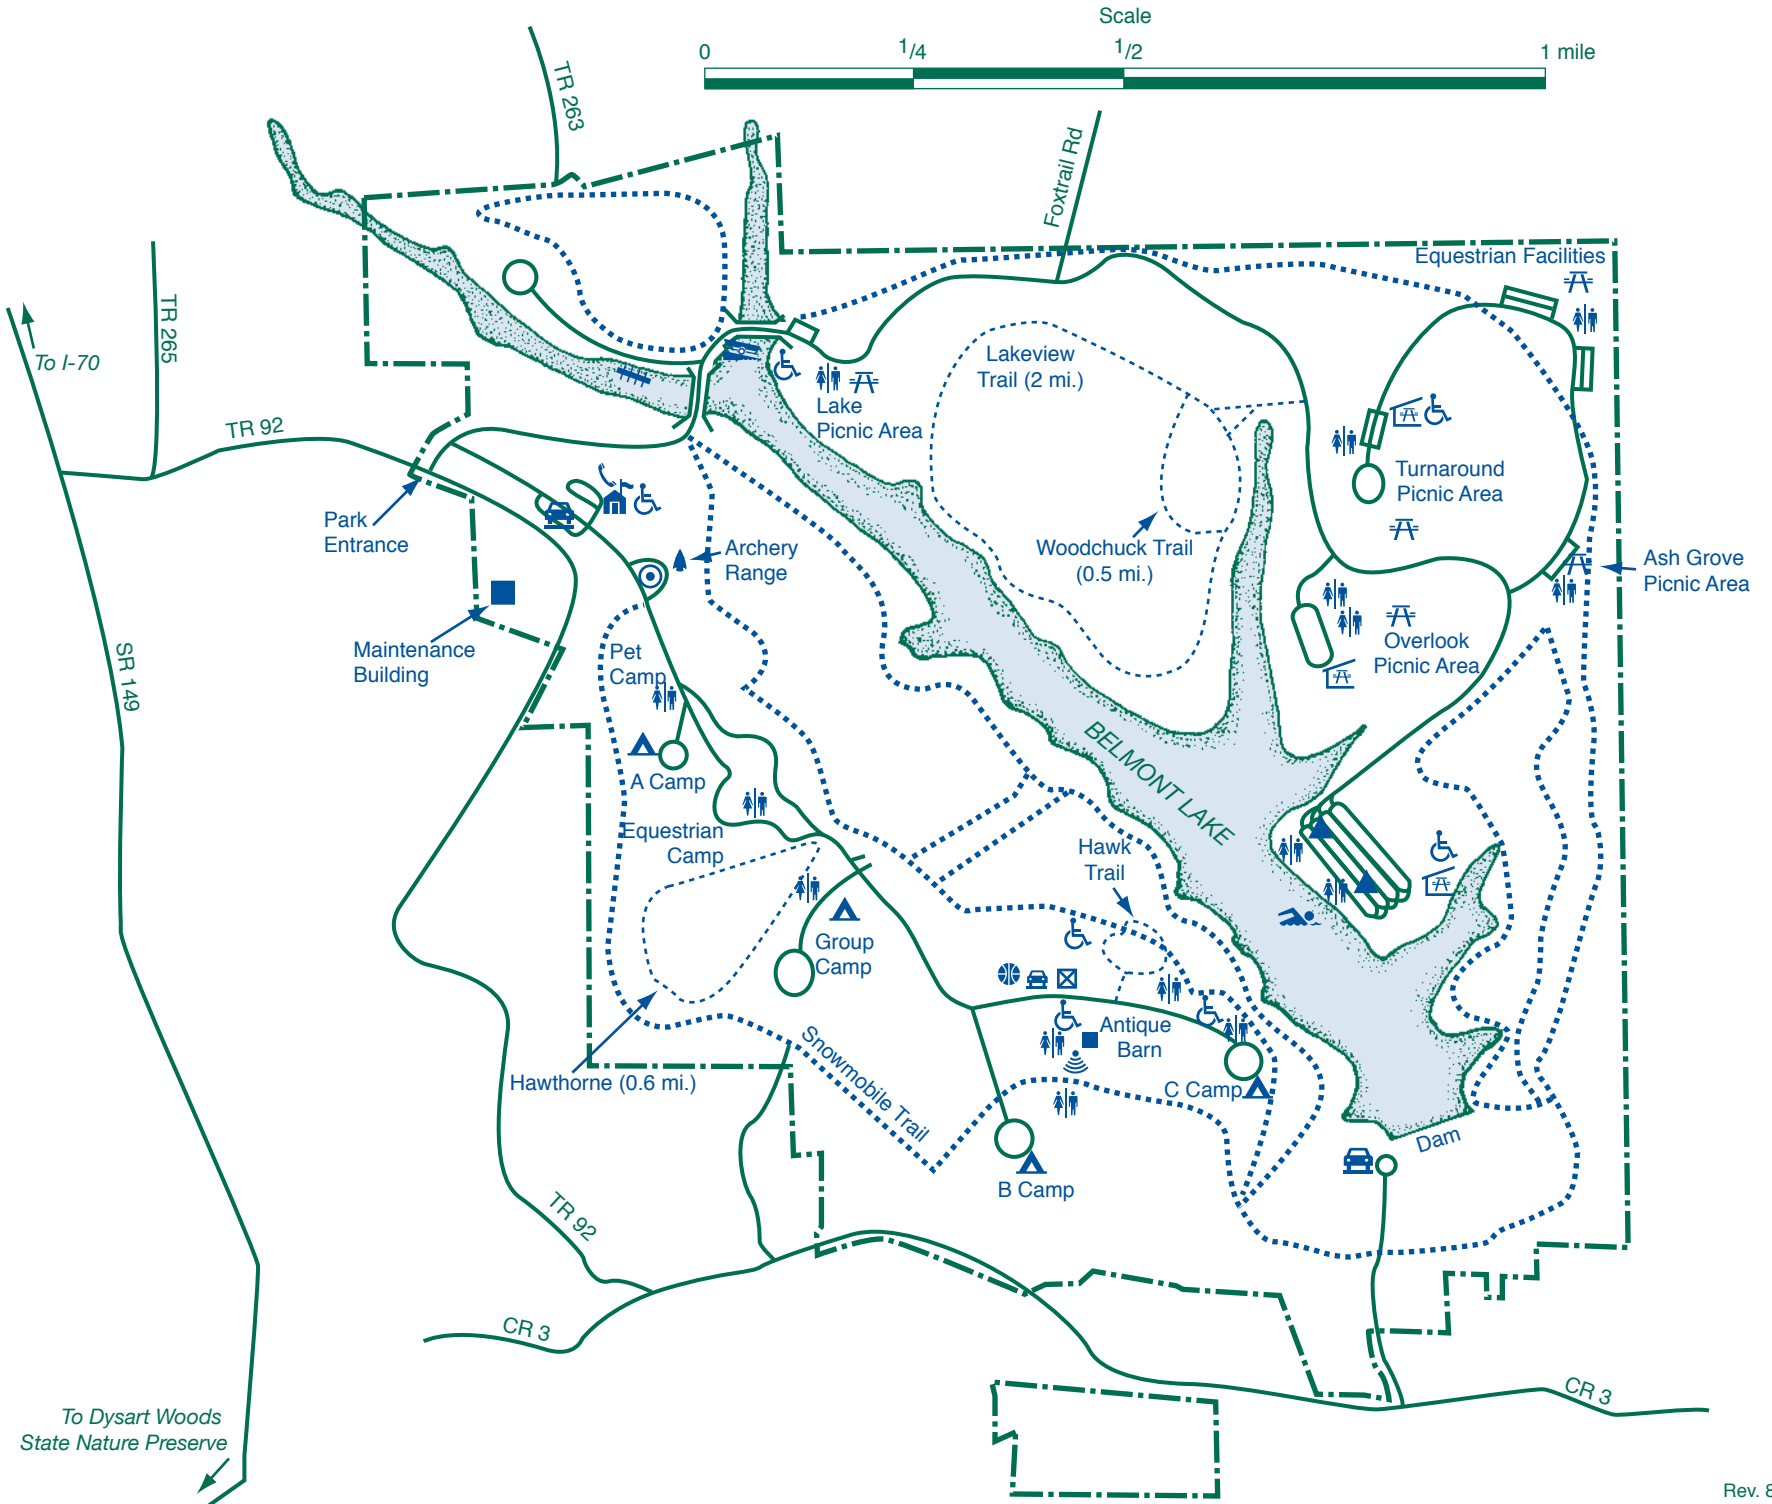 Scale
0 1/4 1/2 1 mile
TR 263
Foxtrail Rd
Equestrian Facilities
TR 265
To I-70
Lakeview
Trail (2 mi.)
Lake
Picnic Area
TR 92
Turnaround
Picnic Area
Park
Entrance
Archery
Range
Woodchuck Trail
(0.5 mi.)
Ash Grove
Picnic Area
Maintenance
Building
Pet
Camp
Overlook
Picnic Area
SR 149
BELMONT LAKE
A Camp
Equestrian
Camp
Hawk
Trail
Group
Camp
Antique
Barn
Snowmobile Trail
Hawthorne (0.6 mi.)
C Camp
Dam
B Camp
TR 92
CR 3
CR 3
To Dysart Woods
State Nature Preserve
Rev. 8